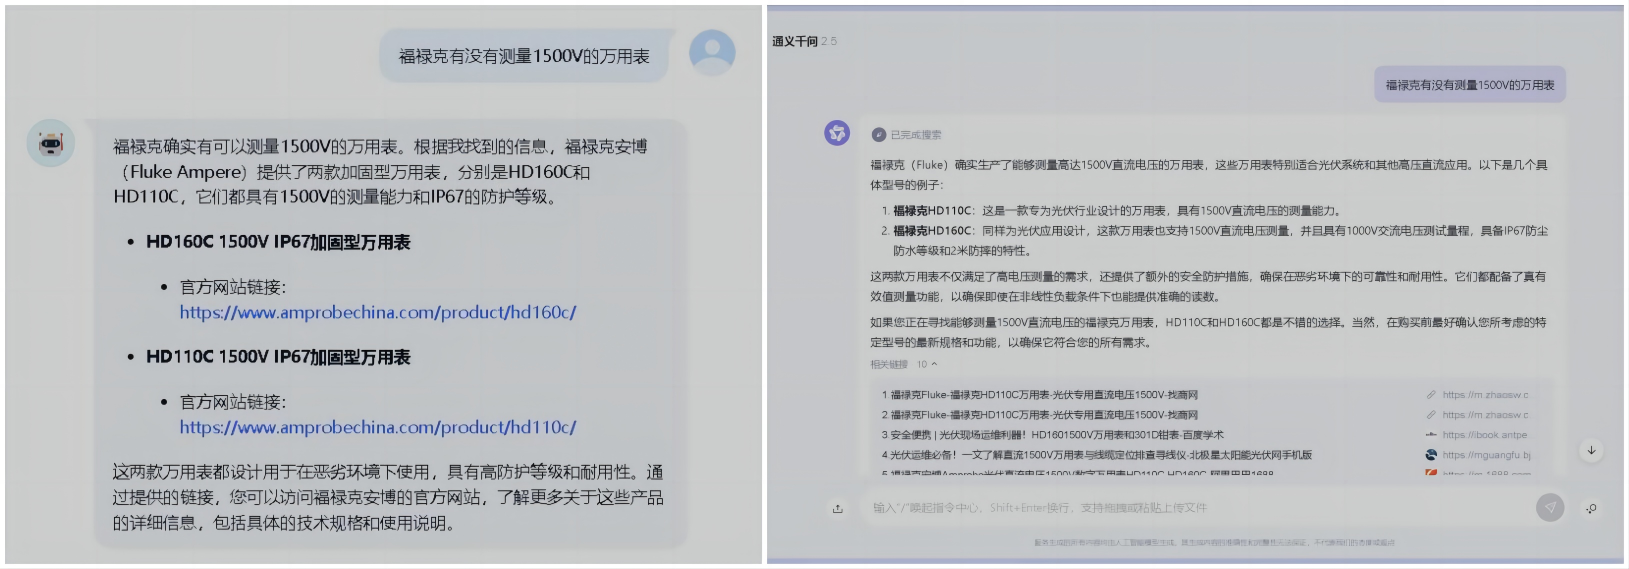 福禄克有没有测量1500V的万用表
福禄克确实有可以测量1500V的万用表。根据我找到的信息，福禄克安博
（Fluke Ampere）提供了两款加固型万用表，分别是HD160C和
HD110C，它们都具有1500V的测量能力和IP67的防护等级。
• HD160C 1500V IP67加固型万用表
• 官方网站链接：
https://www.amprobechina.com/product/hd160c/
• HD110C 1500V IP67加固型万用表
• 官方网站链接：
https://www.amprobechina.com/product/hd110c/
这两款万用表都设计用于在恶劣环境下使用，具有高防护等级和耐用性。通
过提供的链接，您可以访问福禄克安博的官方网站，了解更多关于这些产品
的详细信息，包括具体的技术规格和使用说明。
通义千问 2.5
福禄克有没有测量1500V的万用表
已完成搜索
福禄克（Fluke）确实生产了能够测量高达1500V直流电压的万用表，这些万用表特别适合光伏系统和其他高压直流应用。以下是几个具
体型号的例子：
1. 福禄克HD110C：这是一款专为光伏行业设计的万用表，具有1500V直流电压的测量能力。
2. 福禄克HD160C：同样为光伏应用设计，这款万用表也支持1500V直流电压测量，并且具有1000V交流电压测试量程，具备IP67防尘
防水等级和2米防摔的特性。
这两款万用表不仅满足了高电压测量的需求，还提供了额外的安全防护措施，确保在恶劣环境下的可靠性和耐用性。它们都配备了真有
效值测量功能，以确保即使在非线性负载条件下也能提供准确的读数。
如果您正在寻找能够测量1500V直流电压的福禄克万用表，HD110C和HD160C都是不错的选择。当然，在购买前最好确认您所考虑的特
定型号的最新规格和功能，以确保它符合您的所有需求。
相关链接 10
1.福禄克Fluke-福禄克HD110C万用表-光伏专用直流电压1500V-找商网 https://m.zhaosw.c
2.福禄克Fluke-福禄克HD110C万用表-光伏专用直流电压1500V-找商网 https://m.zhaosw.c
3 安全便携 | 光伏现场运维利器！HD1601500V万用表和301D钳表-百度学术 https://ibook.antpe
4.光伏运维必备！一文了解直流1500V万用表与线缆定位排查寻线仪-北极星太阳能光伏网手机版 https://mguangfu.bj
5 福禄克安博Amprobe光伏直流电压1500V数字万用表HD110C HD160C-阿里巴巴1688 https://m.1688.com
输入"/"唤起指令中心，Shift+Enter换行，支持拖拽或粘贴上传文件